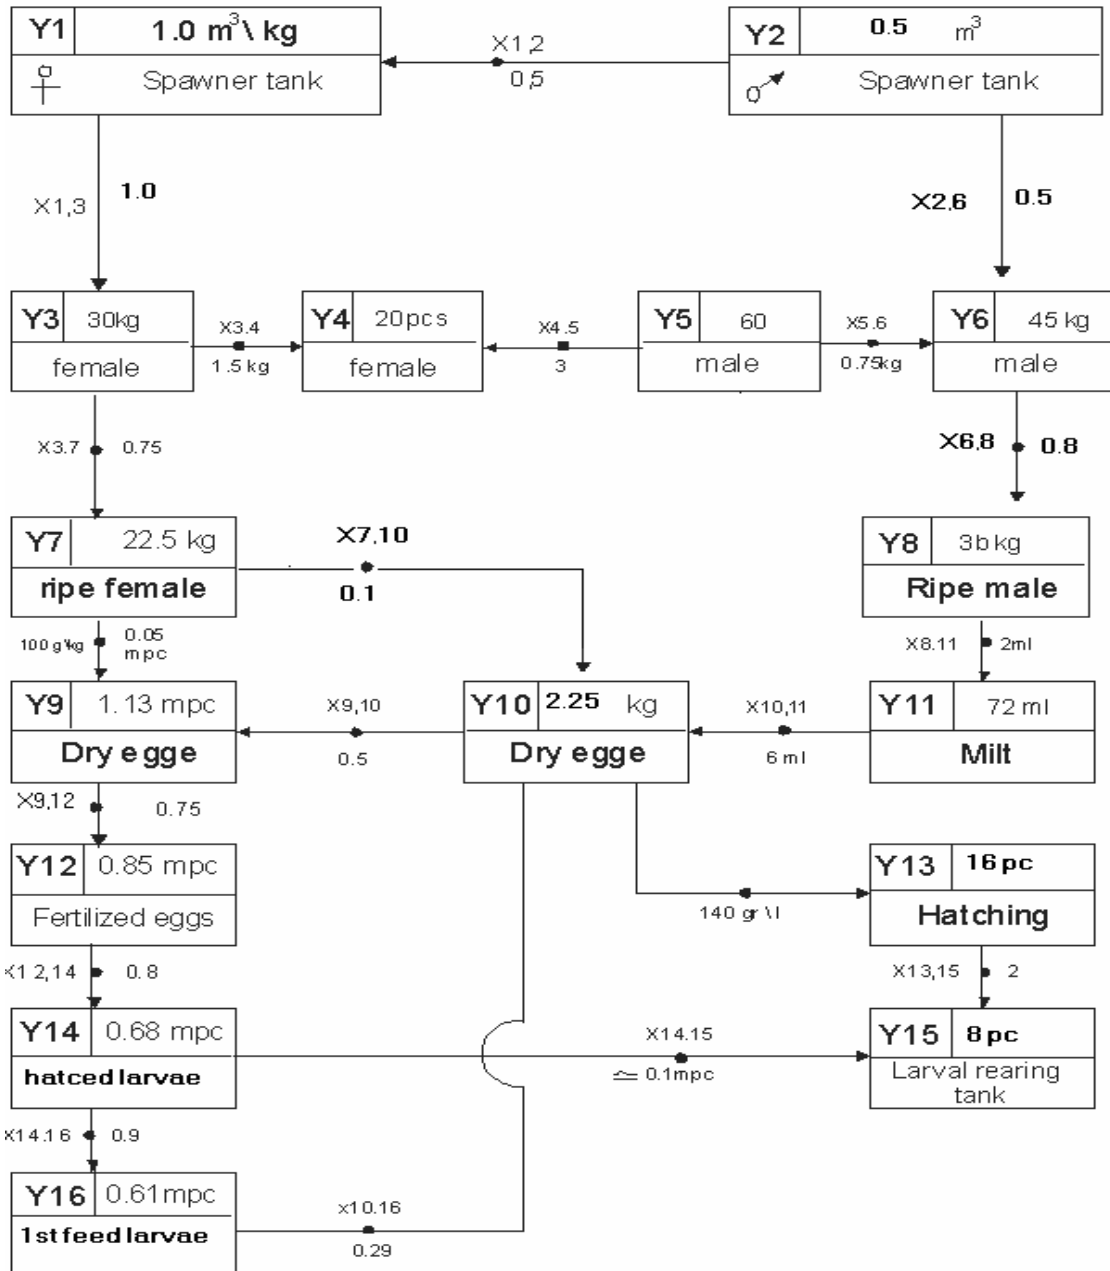 Y1 1.0 m³\ kg
Spawner tank
X1,2
0,5
Y2 0.5 m³
Spawner tank
X1,3 1.0
X2,6 0.5
Y3 30kg
female
X3.4
1.5 kg
Y4 20pcs
female
X4.5
3
Y5 60
male
X5.6
0.75kg
Y6 45 kg
male
X3.7 0.75
X6,8 0.8
Y7 22.5 kg
ripe female
X7,10
0.1
Y8 3b kg
Ripe male
100 g\kg 0.05
mpc
X8.11 2ml
Y9 1.13 mpc
Dry egge
X9,10
0.5
Y10 2.25 kg
Dry egge
X10,11
6 ml
Y11 72 ml
Milt
X9,12 0.75
Y12 0.85 mpc
Fertilized eggs
140 gr \ l
Y13 16 pc
Hatching
X12,14 0.8
X13,15 2
Y14 0.68 mpc
hatced larvae
X14.15
≃ 0.1mpc
Y15 8 pc
Larval rearing
tank
X14.16 0.9
Y16 0.61mpc
1st feed larvae
x10.16
0.29